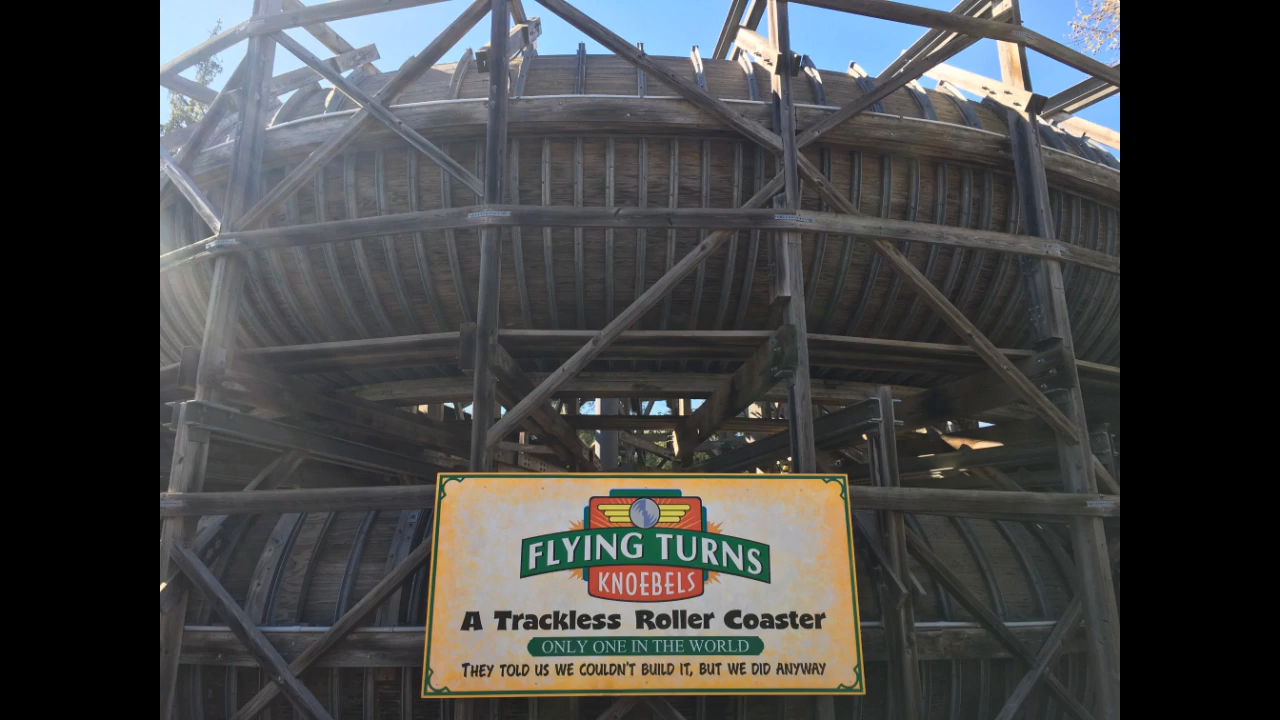 FLYING TURNS
KNOEBELS
A Trackless Roller Coaster
ONLY ONE IN THE WORLD
THEY TOLD US WE COULDN'T BUILD IT, BUT WE DID ANYWAY